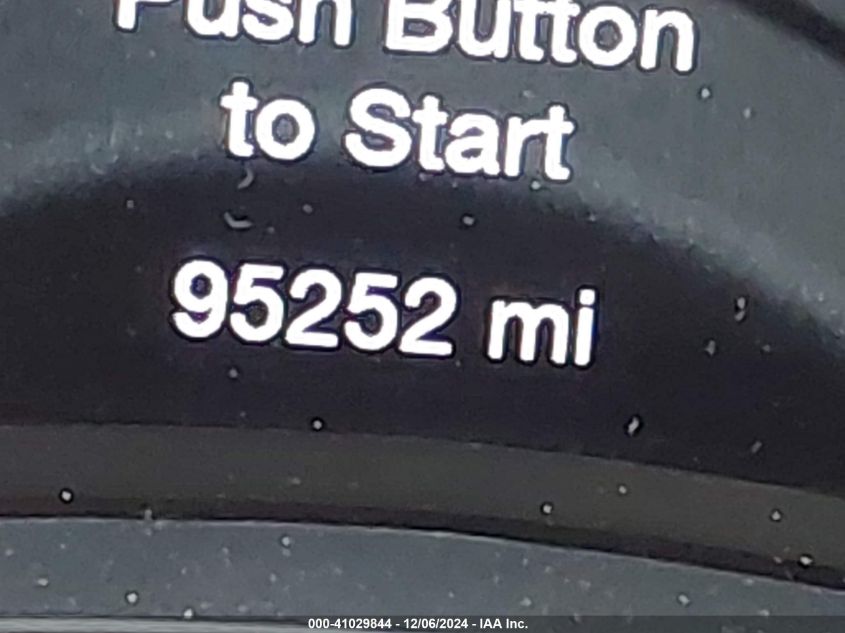 Push Button
to Start
95252 mi
000-41029844 - 12/06/2024 - IAA Inc.